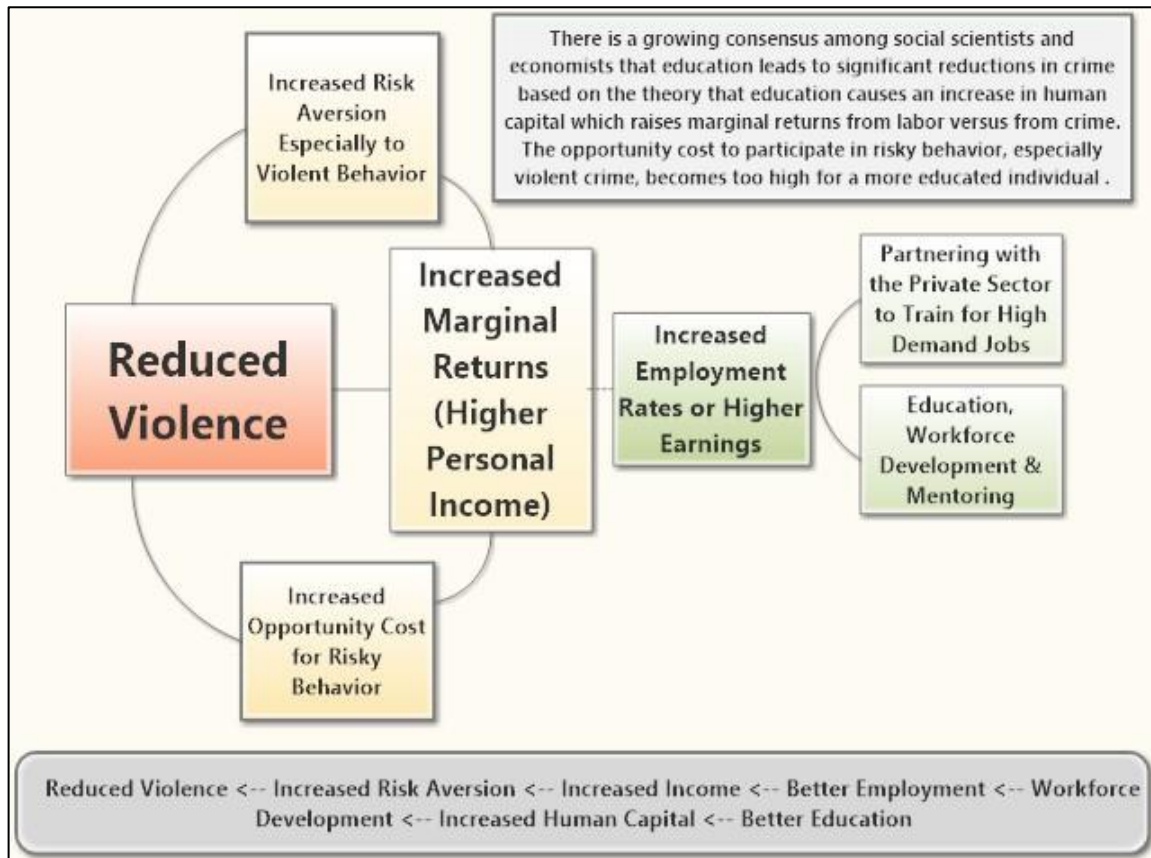 There is a growing consensus among social scientists and
economists that education leads to significant reductions in crime
based on the theory that education causes an increase in human
capital which raises marginal returns from labor versus from crime.
The opportunity cost to participate in risky behavior, especially
violent crime, becomes too high for a more educated individual .
Increased Risk
Aversion
Especially to
Violent Behavior
Reduced
Violence
Increased
Marginal
Returns
(Higher
Personal
Income)
Increased
Opportunity Cost
for Risky
Behavior
Increased
Employment
Rates or Higher
Earnings
Partnering with
the Private Sector
to Train for High
Demand Jobs
Education,
Workforce
Development &
Mentoring
Reduced Violence <-- Increased Risk Aversion <-- Increased Income <-- Better Employment <-- Workforce
Development <-- Increased Human Capital <-- Better Education